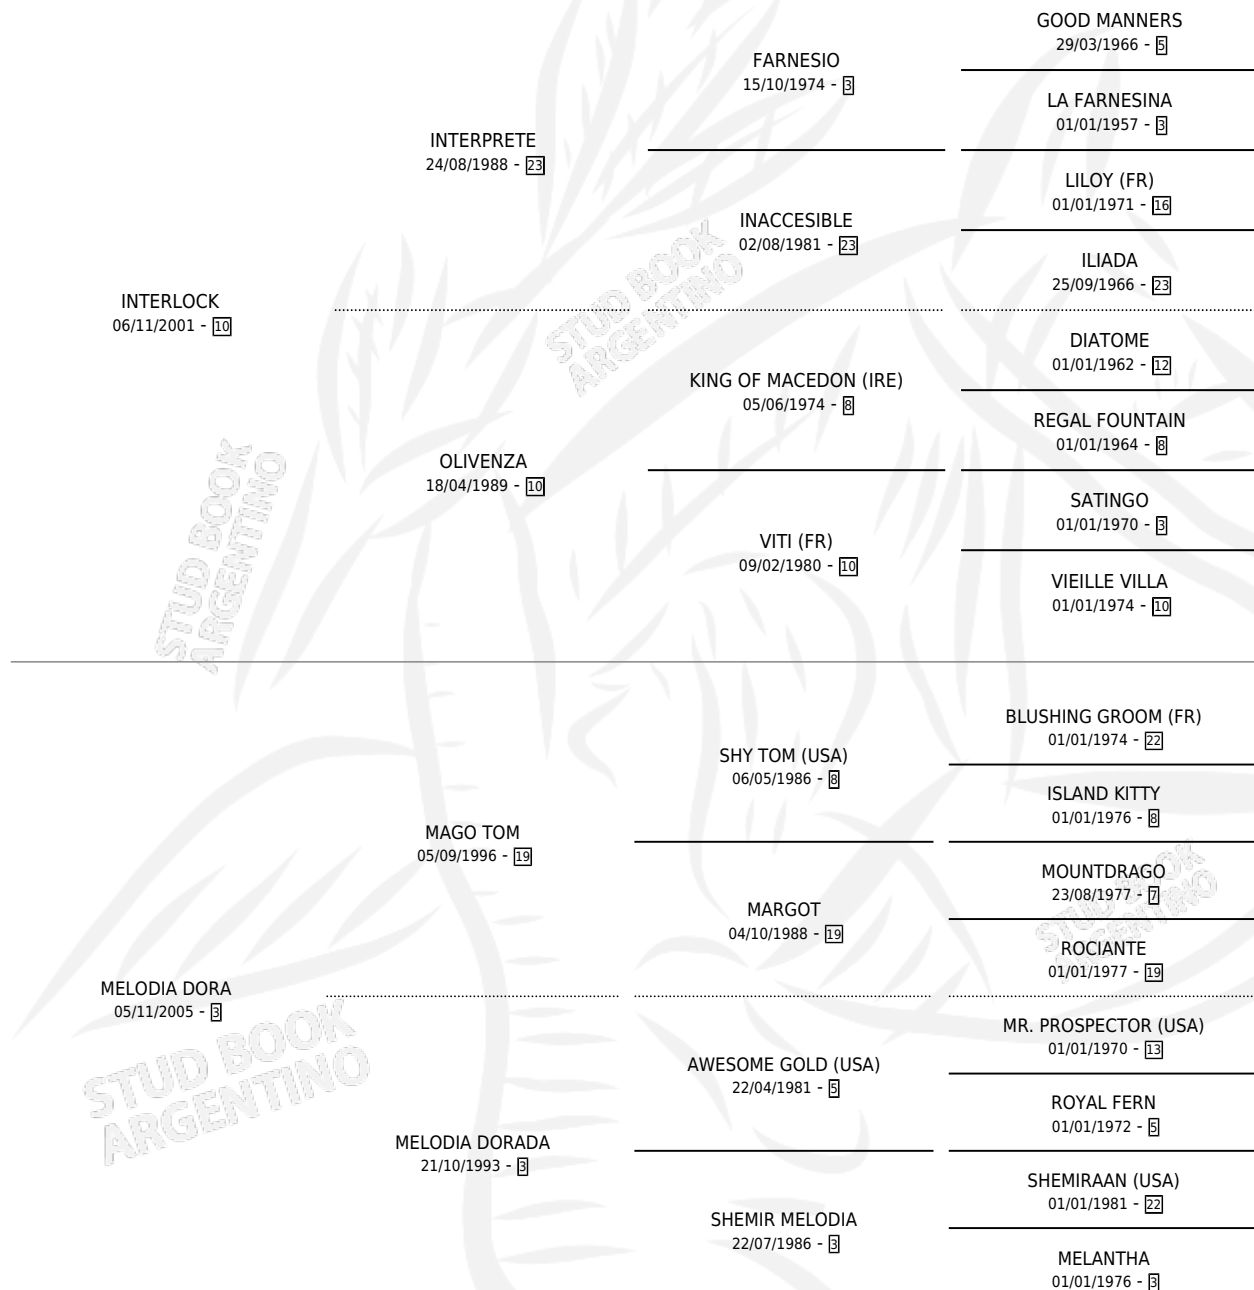 GOOD MANNERS
29/03/1966 - 5
FARNESIO
15/10/1974 - 3
LA FARNESINA
01/01/1957 - 3
INTERPRETE
24/08/1988 - 23
LILOY (FR)
01/01/1971 - 16
INACCESIBLE
02/08/1981 - 23
ILIADA
25/09/1966 - 23
INTERLOCK
06/11/2001 - 10
DIATOME
01/01/1962 - 12
KING OF MACEDON (IRE)
05/06/1974 - 8
REGAL FOUNTAIN
01/01/1964 - 8
OLIVENZA
18/04/1989 - 10
SATINGO
01/01/1970 - 3
VITI (FR)
09/02/1980 - 10
VIEILLE VILLA
01/01/1974 - 10
BLUSHING GROOM (FR)
01/01/1974 - 22
SHY TOM (USA)
06/05/1986 - 8
ISLAND KITTY
01/01/1976 - 8
MAGO TOM
05/09/1996 - 19
MOUNTDRAGO
23/08/1977 - 7
MARGOT
04/10/1988 - 19
ROCIANTE
01/01/1977 - 19
MELODIA DORA
05/11/2005 - 3
MR. PROSPECTOR (USA)
01/01/1970 - 13
AWESOME GOLD (USA)
22/04/1981 - 5
ROYAL FERN
01/01/1972 - 5
MELODIA DORADA
21/10/1993 - 3
SHEMIRAAN (USA)
01/01/1981 - 22
SHEMIR MELODIA
22/07/1986 - 3
MELANTHA
01/01/1976 - 3
STUD BOOK
ARGENTINO
STUD BOOK
ARGENTINO
STUD BOOK
ARGENTINO
STUD BOOK
ARGENTINO